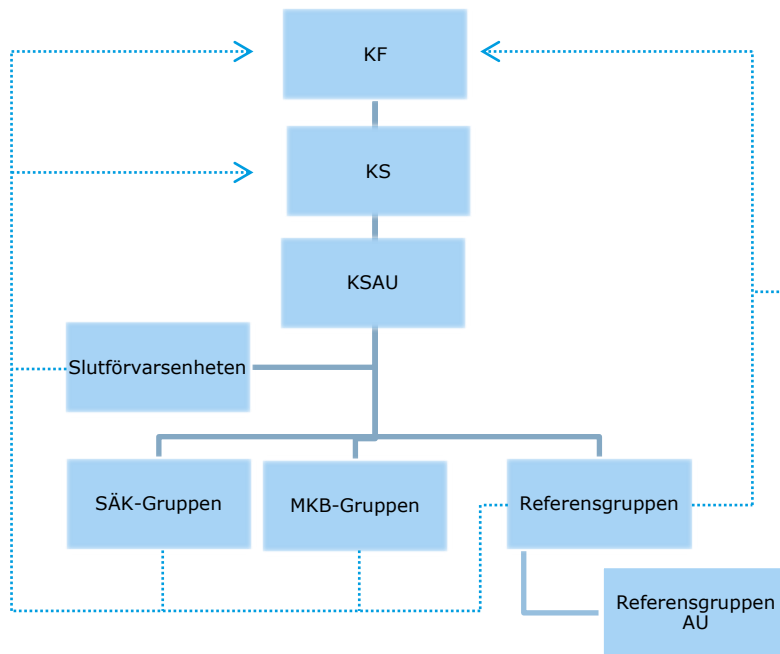 KF
KS
KSAU
Slutförvarsenheten
SÄK-Gruppen
MKB-Gruppen
Referensgruppen
Referensgruppen
AU